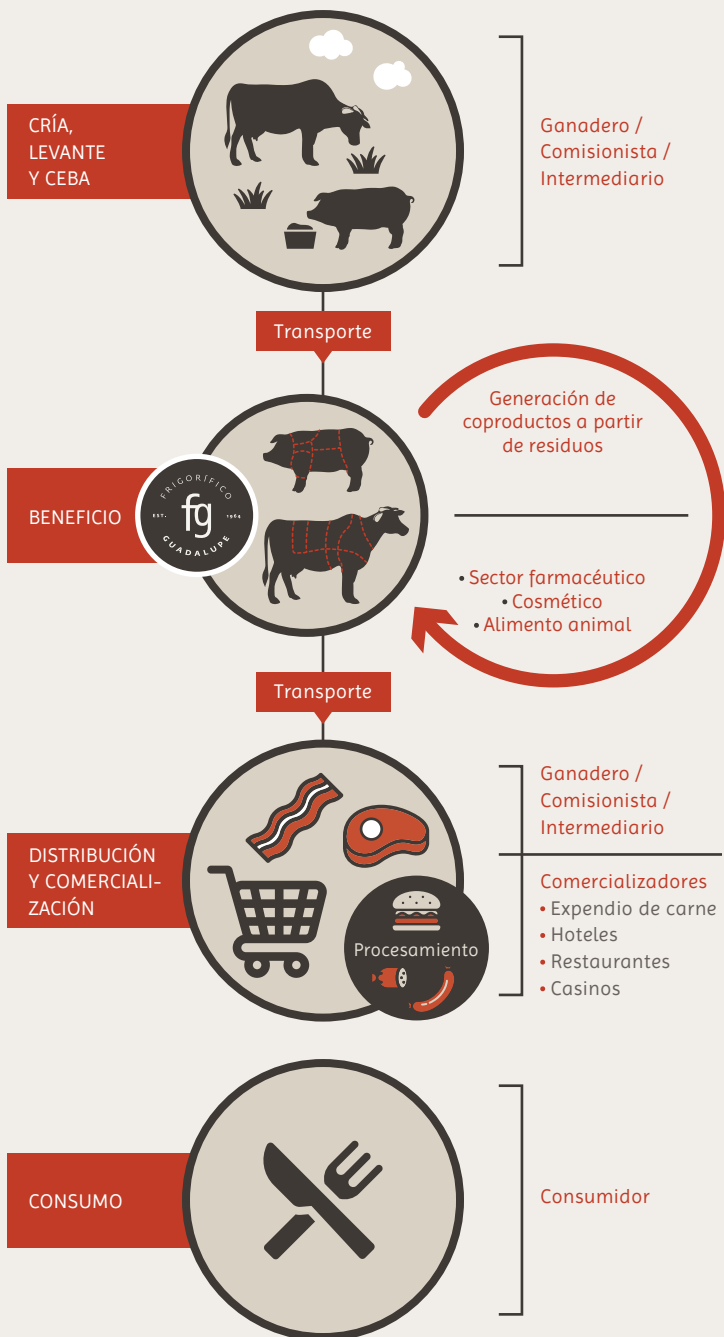 CRÍA,
LEVANTE
Y CEBA
Ganadero /
Comisionista /
Intermediario
Transporte
Generación de
coproductos a partir
de residuos
BENEFICIO
FRIGORÍFICO
EST. fg 1964
GUADALUPE
• Sector farmacéutico
• Cosmético
• Alimento animal
Transporte
DISTRIBUCIÓN
Y COMERCIALI-
ZACIÓN
Procesamiento
Ganadero /
Comisionista /
Intermediario
Comercializadores
• Expendio de carne
• Hoteles
• Restaurantes
• Casinos
CONSUMO
Consumidor